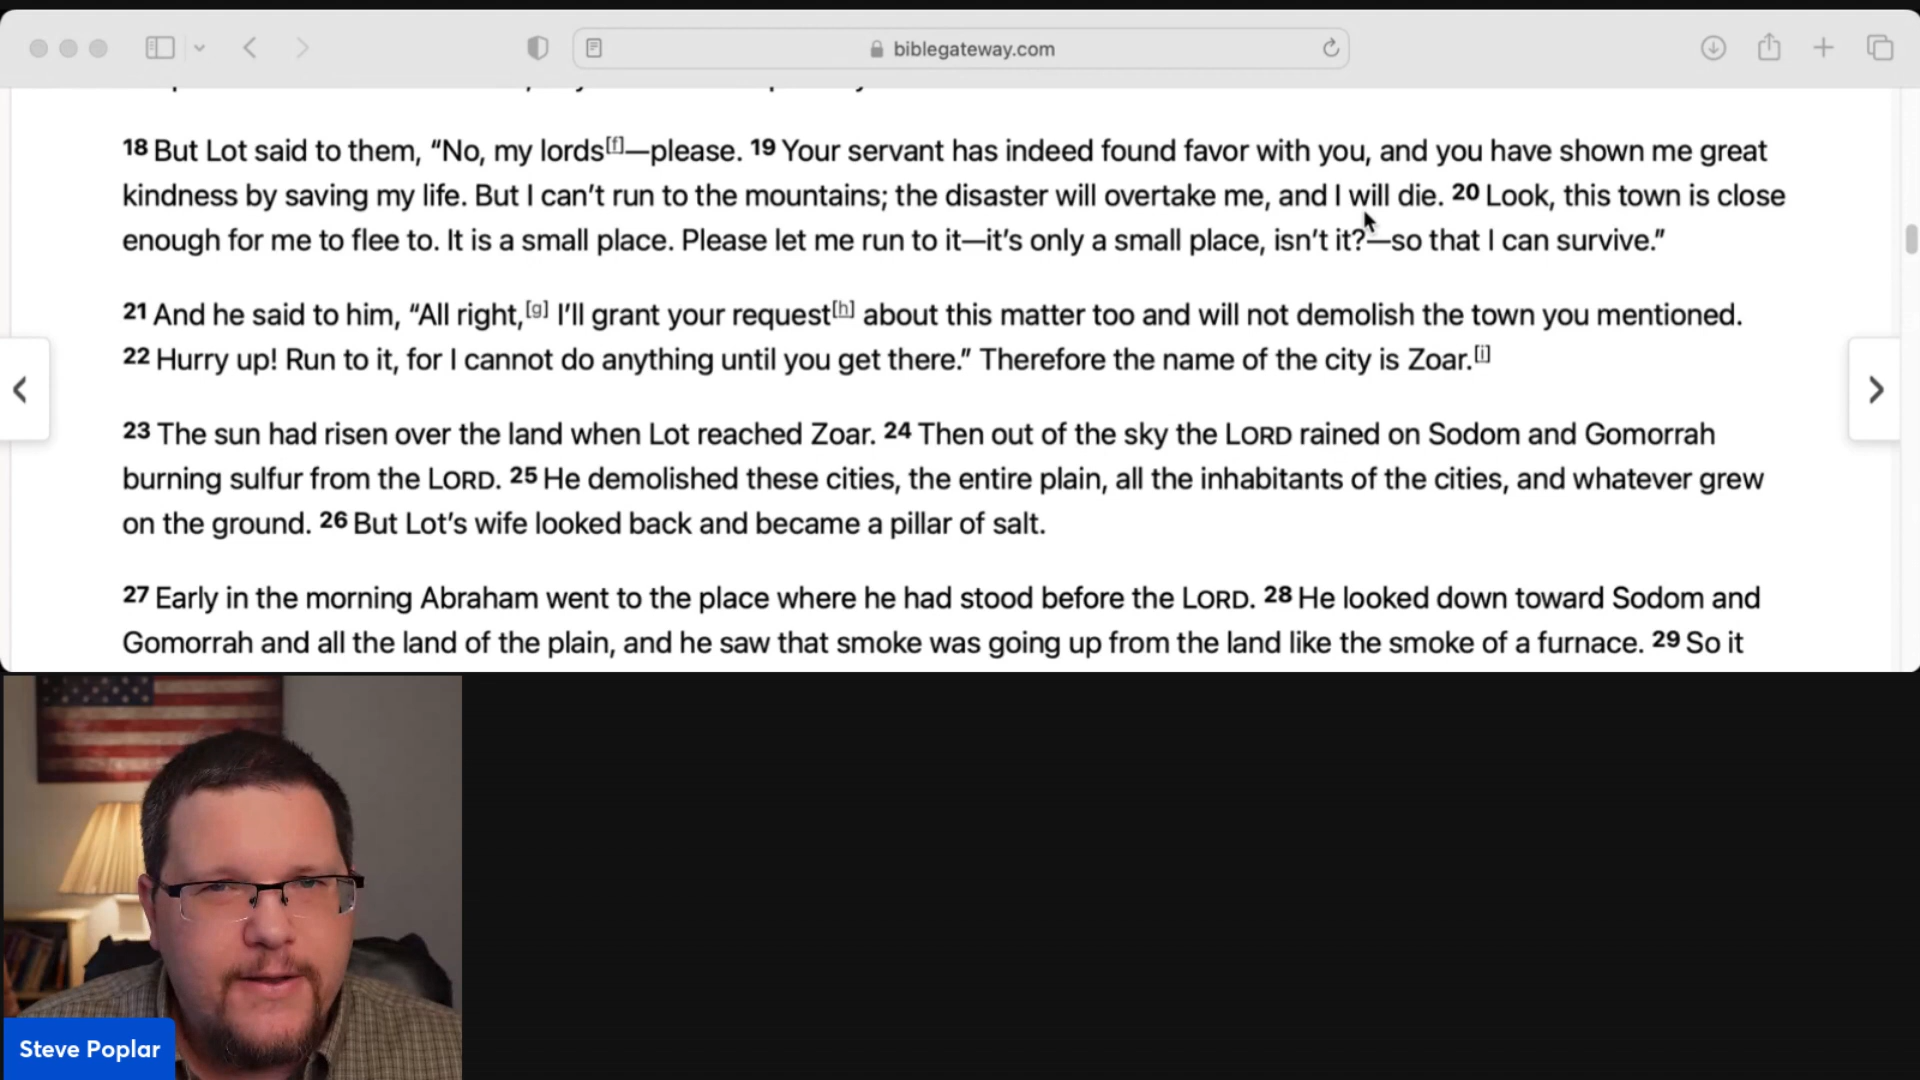 biblegateway.com
18 But Lot said to them, “No, my lords[f]—please. 19 Your servant has indeed found favor with you, and you have shown me great
kindness by saving my life. But I can’t run to the mountains; the disaster will overtake me, and I will die. 20 Look, this town is close
enough for me to flee to. It is a small place. Please let me run to it—it’s only a small place, isn’t it?—so that I can survive.”
21 And he said to him, “All right,[g] I’ll grant your request[h] about this matter too and will not demolish the town you mentioned.
22 Hurry up! Run to it, for I cannot do anything until you get there.” Therefore the name of the city is Zoar.[i]
23 The sun had risen over the land when Lot reached Zoar. 24 Then out of the sky the LORD rained on Sodom and Gomorrah
burning sulfur from the LORD. 25 He demolished these cities, the entire plain, all the inhabitants of the cities, and whatever grew
on the ground. 26 But Lot’s wife looked back and became a pillar of salt.
27 Early in the morning Abraham went to the place where he had stood before the LORD. 28 He looked down toward Sodom and
Gomorrah and all the land of the plain, and he saw that smoke was going up from the land like the smoke of a furnace. 29 So it
Steve Poplar